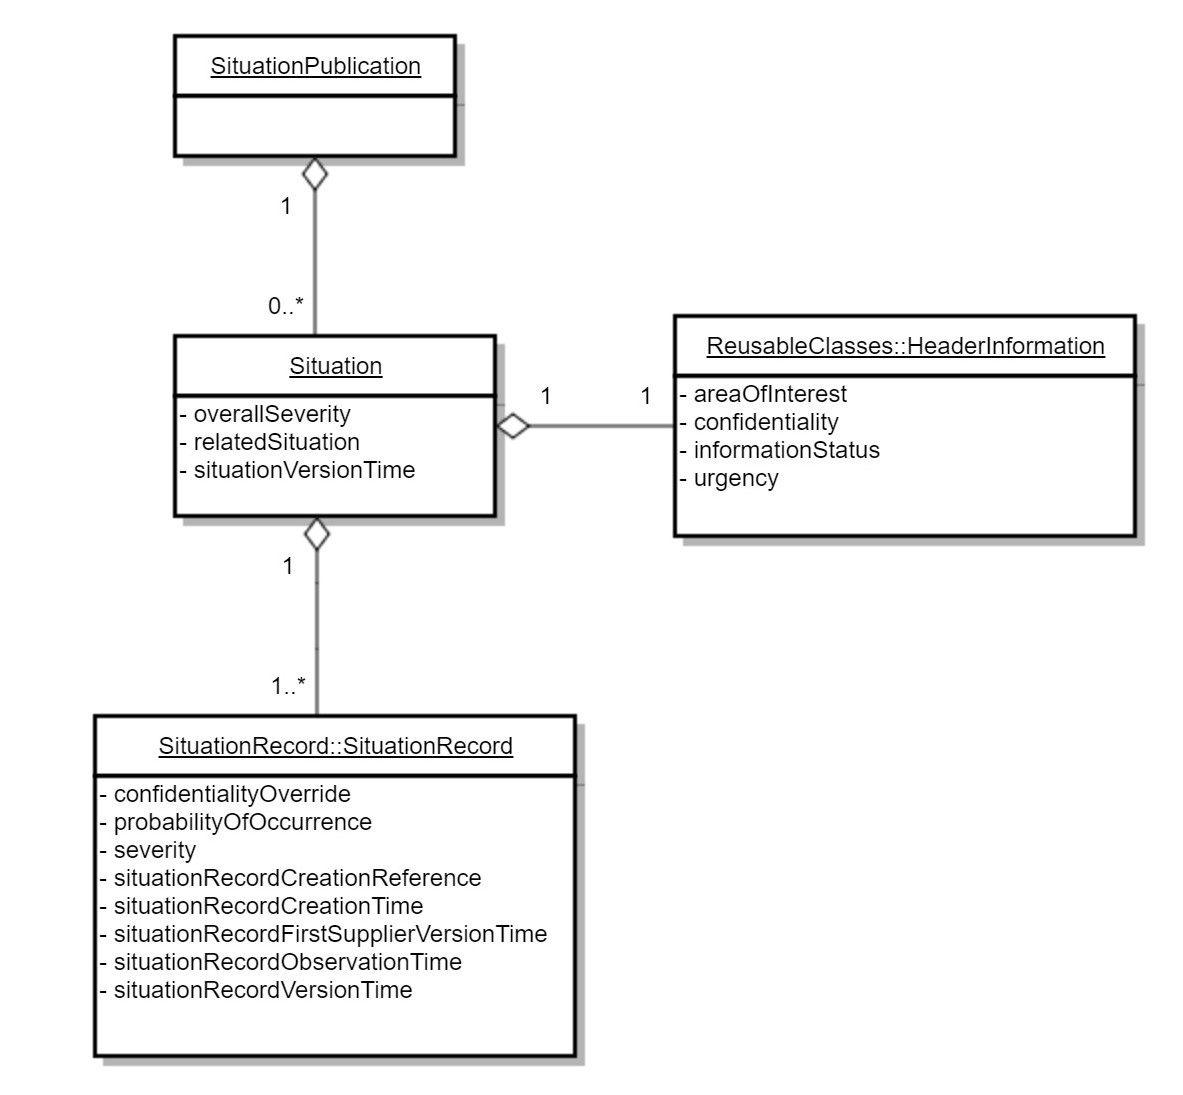 SituationPublication
1
0..*
Situation
- overallSeverity
- relatedSituation
- situationVersionTime
1
1
ReusableClasses::HeaderInformation
- areaOfInterest
- confidentiality
- informationStatus
- urgency
1
1..*
SituationRecord::SituationRecord
- confidentialityOverride
- probabilityOfOccurrence
- severity
- situationRecordCreationReference
- situationRecordCreationTime
- situationRecordFirstSupplierVersionTime
- situationRecordObservationTime
- situationRecordVersionTime